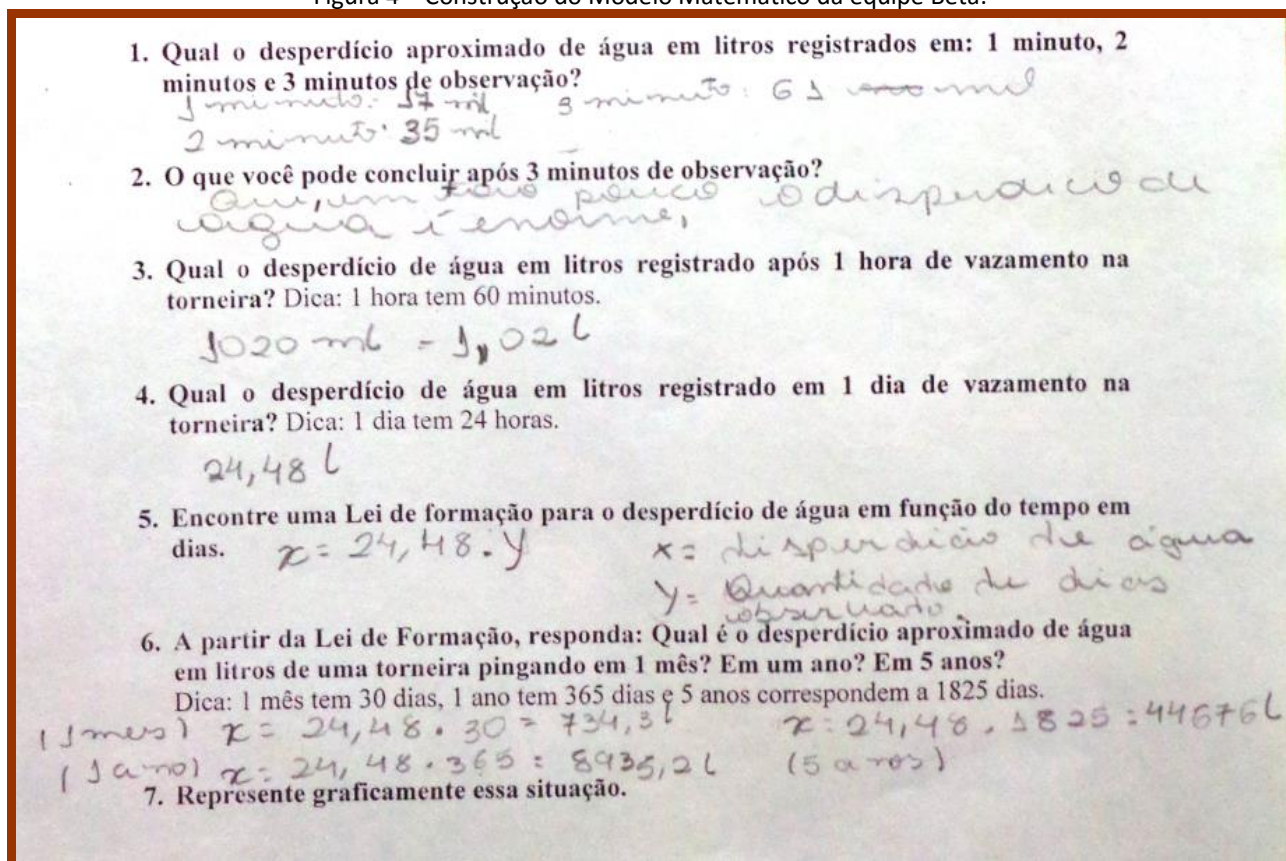 Figura 4 – Construção do Modelo Matemático da equipe Beta.
1. Qual o desperdício aproximado de água em litros registrados em: 1 minuto, 2
minutos e 3 minutos de observação?
1 minuto: 17 ml 3 minuto: 61 ml
2 minuto: 35 ml
2. O que você pode concluir após 3 minutos de observação?
Que, um tão pouco o disperdicio de
água é enorme,
3. Qual o desperdício de água em litros registrado após 1 hora de vazamento na
torneira? Dica: 1 hora tem 60 minutos.
1020 ml = 1,02 l
4. Qual o desperdício de água em litros registrado em 1 dia de vazamento na
torneira? Dica: 1 dia tem 24 horas.
24,48 l
5. Encontre uma Lei de formação para o desperdício de água em função do tempo em
dias. x = 24,48 . y x = disperdicio de água
y = Quantidade de dias
observado.
6. A partir da Lei de Formação, responda: Qual é o desperdício aproximado de água
em litros de uma torneira pingando em 1 mês? Em um ano? Em 5 anos?
Dica: 1 mês tem 30 dias, 1 ano tem 365 dias e 5 anos correspondem a 1825 dias.
(1 mes) x = 24,48 . 30 = 734,3 l x = 24,48 . 1825 = 44676 l
(1 ano) x = 24,48 . 365 = 8935,2 l (5 anos)
7. Represente graficamente essa situação.